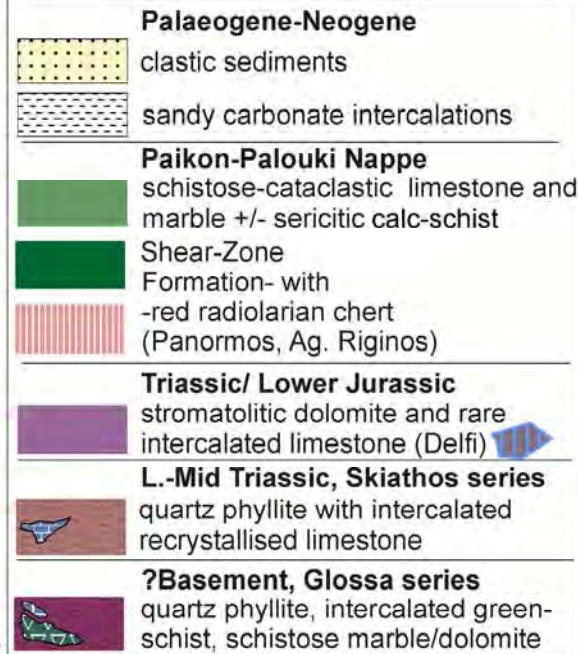 Palaeogene-Neogene
clastic sediments
sandy carbonate intercalations
Paikon-Palouki Nappe
schistose-cataclastic limestone and
marble +/- sericitic calc-schist
Shear-Zone
Formation- with
-red radiolarian chert
(Panormos, Ag. Riginos)
Triassic/ Lower Jurassic
stromatolitic dolomite and rare
intercalated limestone (Delfi)
L.-Mid Triassic, Skiathos series
quartz phyllite with intercalated
recrystallised limestone
?Basement, Glossa series
quartz phyllite, intercalated green-
schist, schistose marble/dolomite